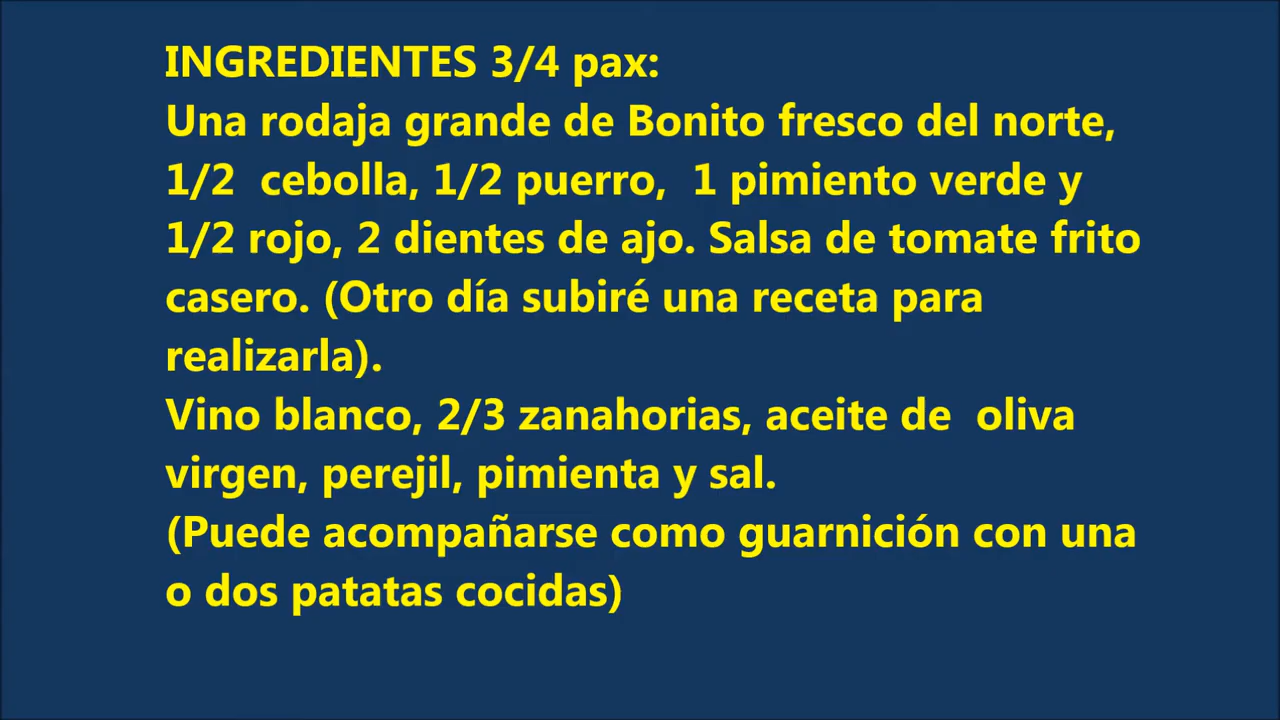 INGREDIENTES 3/4 pax:
Una rodaja grande de Bonito fresco del norte,
1/2  cebolla, 1/2 puerro,  1 pimiento verde y
1/2 rojo, 2 dientes de ajo. Salsa de tomate frito
casero. (Otro día subiré una receta para
realizarla).
Vino blanco, 2/3 zanahorias, aceite de  oliva
virgen, perejil, pimienta y sal.
(Puede acompañarse como guarnición con una
o dos patatas cocidas)